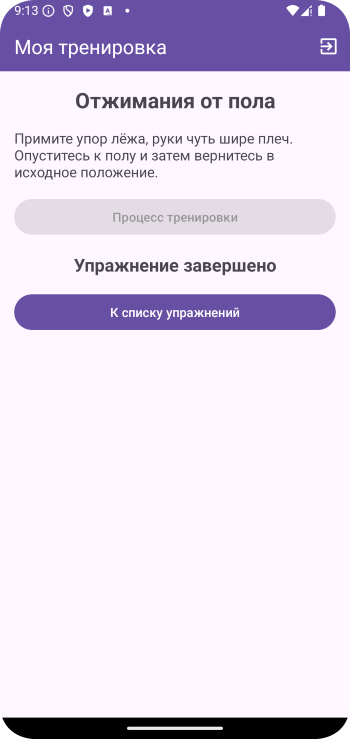 9:13
Моя тренировка
Отжимания от пола
Примите упор лёжа, руки чуть шире плеч.
Опуститесь к полу и затем вернитесь в
исходное положение.
Процесс тренировки
Упражнение завершено
К списку упражнений